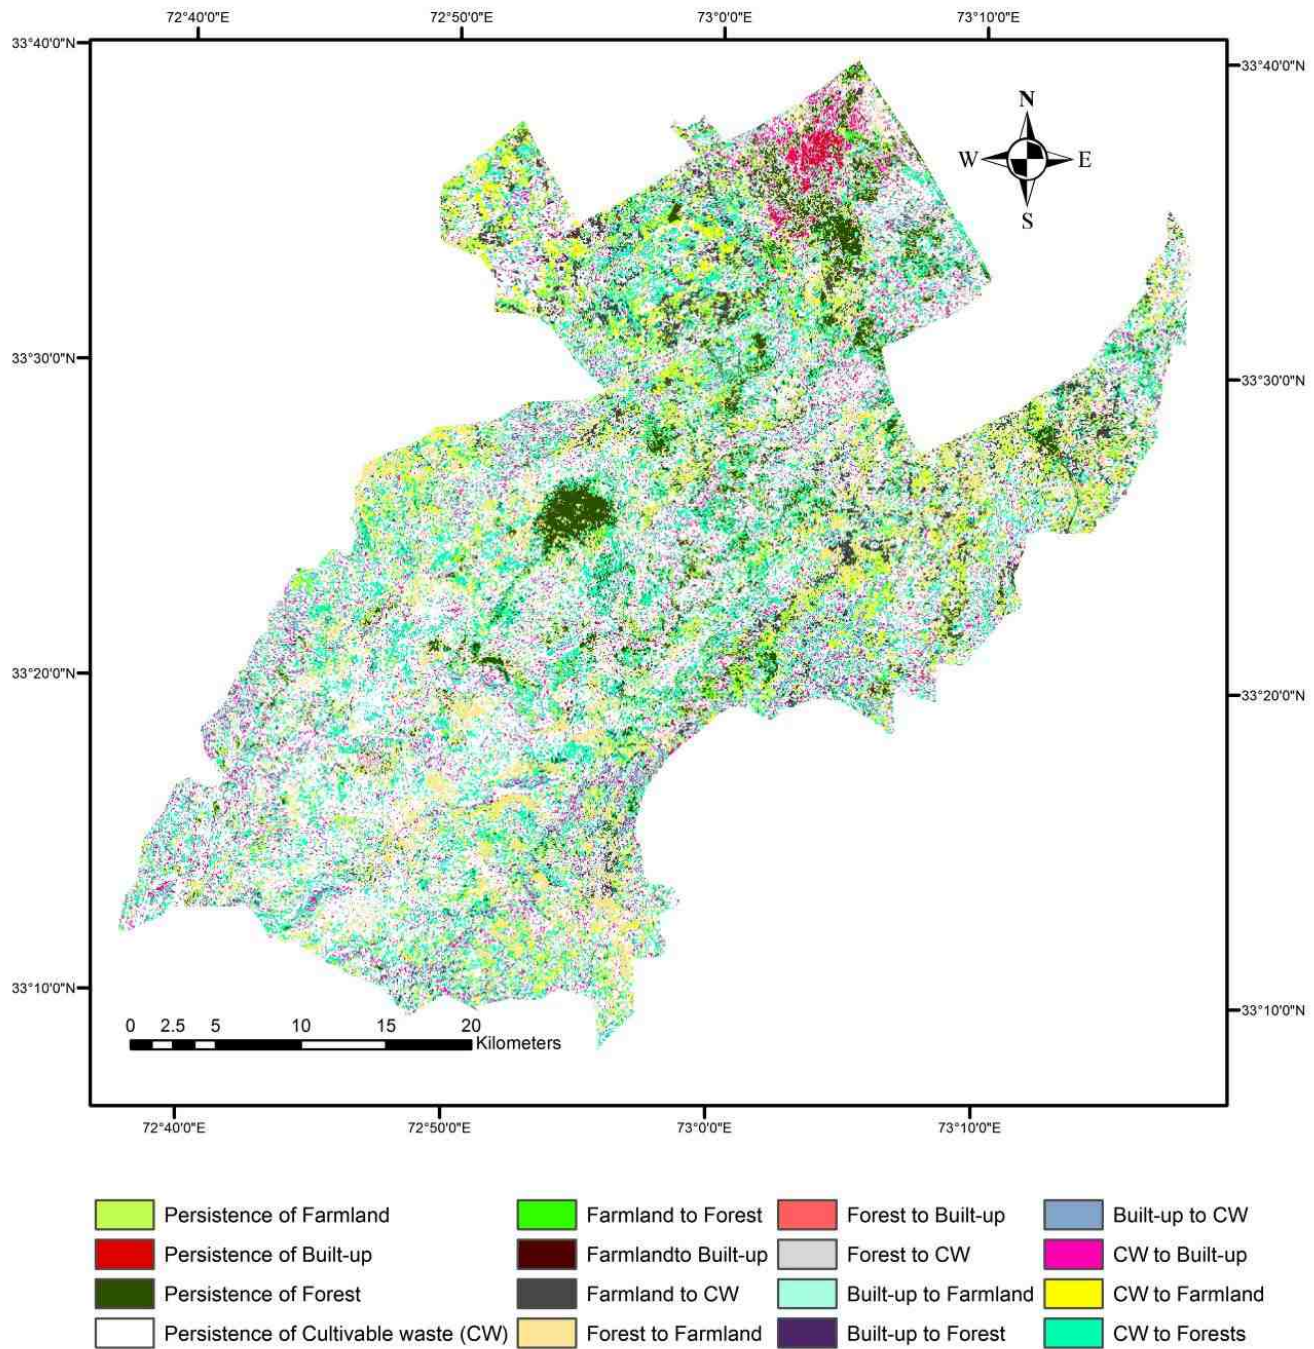 72°40'0"E 72°50'0"E 73°0'0"E 73°10'0"E
33°40'0"N 33°40'0"N
N
W E
S
33°30'0"N 33°30'0"N
33°20'0"N 33°20'0"N
33°10'0"N 33°10'0"N
0 2.5 5 10 15 20
Kilometers
72°40'0"E 72°50'0"E 73°0'0"E 73°10'0"E
Persistence of Farmland Farmland to Forest Forest to Built-up Built-up to CW
Persistence of Built-up Farmlandto Built-up Forest to CW CW to Built-up
Persistence of Forest Farmland to CW Built-up to Farmland CW to Farmland
Persistence of Cultivable waste (CW) Forest to Farmland Built-up to Forest CW to Forests